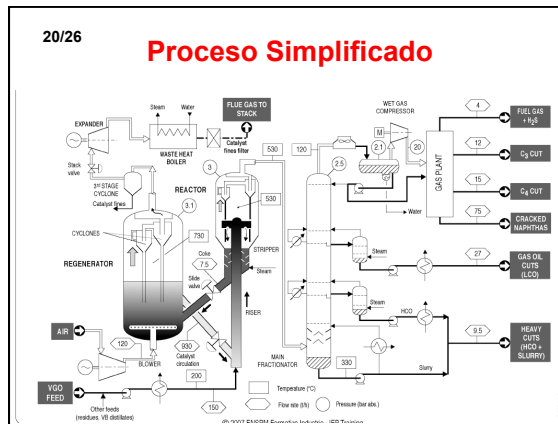 20/26
Proceso Simplificado
Steam
Water
FLUE GAS TO
STACK
EXPANDER
WASTE HEAT
BOILER
Catalyst
fines filter
Stack
valve
3rd STAGE
CYCLONE
Catalyst fines
REACTOR
530
120
WET GAS
COMPRESSOR
M
2.1
20
GAS PLANT
4
FUEL GAS
+ H2S
12
C3 CUT
15
C4 CUT
75
CRACKED
NAPHTHAS
Water
3
530
2.5
3.1
CYCLONES
730
REGENERATOR
Coke
7.5
Slide
valve
STRIPPER
Steam
RISER
Steam
27
GAS OIL
CUTS
(LCO)
Steam
HCO
9.5
HEAVY
CUTS
(HCO +
SLURRY)
AIR
120
BLOWER
930
Catalyst
circulation
MAIN
FRACTIONATOR
330
Slurry
VGO
FEED
200
150
Other feeds
(residues, VB distillates)
Temperature (°C)
Flow rate (t/h)
Pressure (bar abs.)
© 2007 ENSPM Formation Industrie - IFP Training